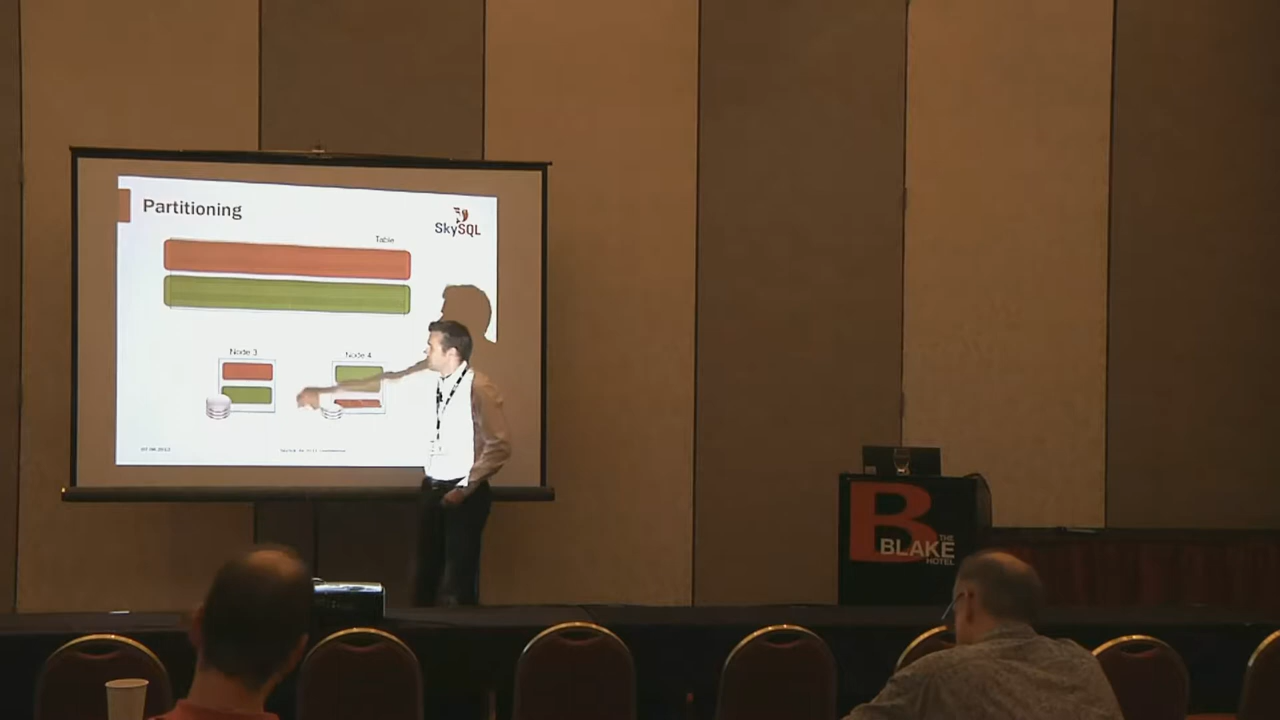 Partitioning
SkySQL
Table
Node 3
Node 4
B
THE
BLAKE
HOTEL